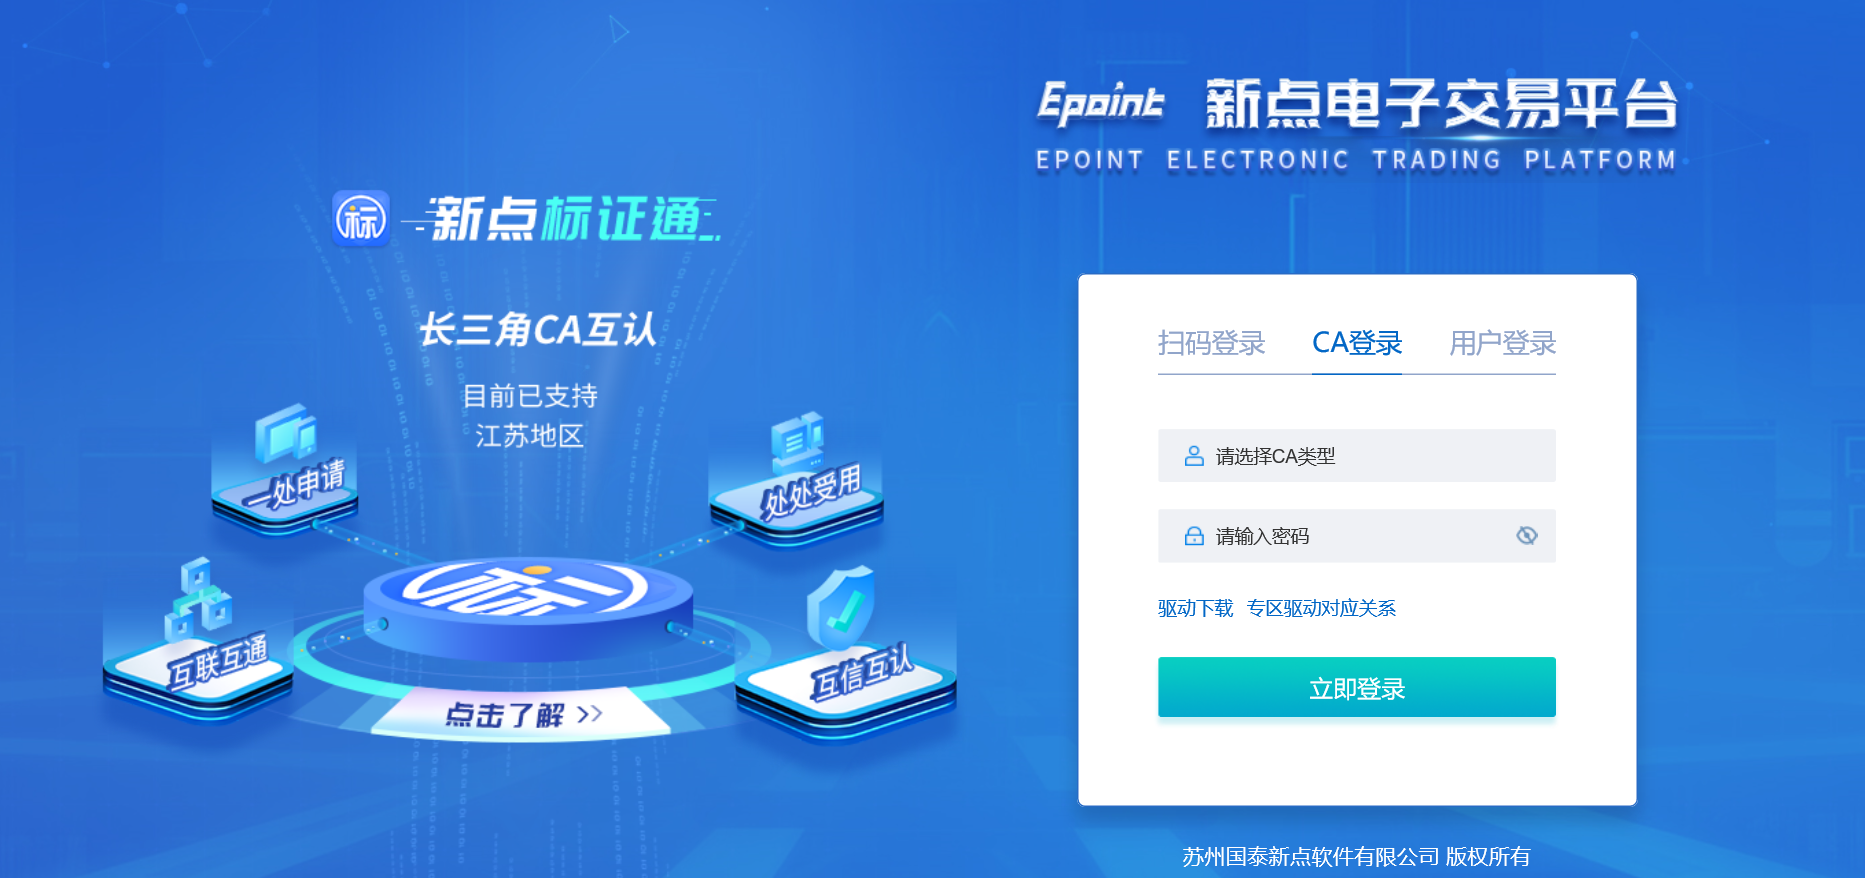 Epoint 新点电子交易平台
EPOINT ELECTRONIC TRADING PLATFORM
标 新点标证通
长三角CA互认
目前已支持
江苏地区
一处申请
处处受用
互联互通
互信互认
标
点击了解 >>
扫码登录 CA登录 用户登录
请选择CA类型
请输入密码
驱动下载 专区驱动对应关系
立即登录
苏州国泰新点软件有限公司 版权所有